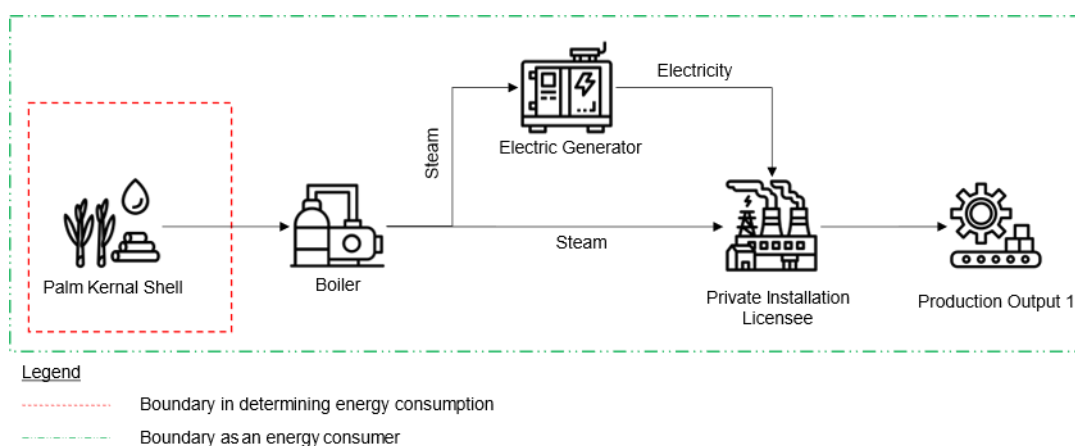 Electricity
Steam
Electric Generator
Steam
Palm Kernal Shell
Boiler
Private Installation
Licensee
Production Output 1
Legend
Boundary in determining energy consumption
Boundary as an energy consumer